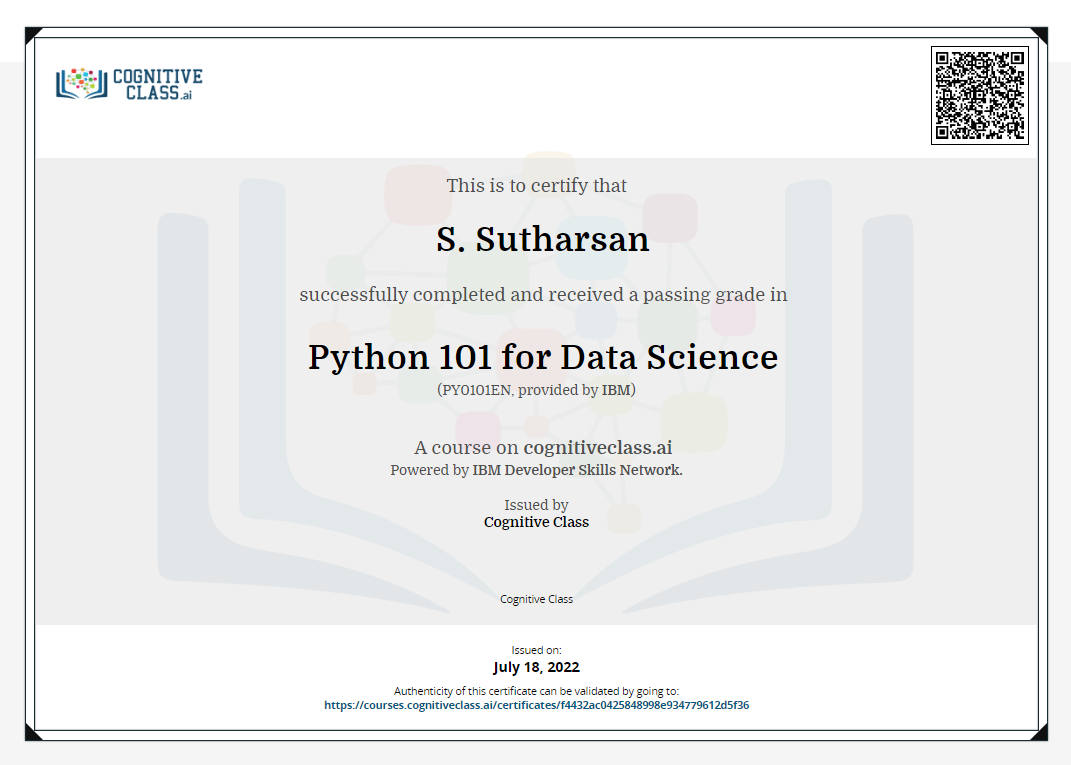 COGNITIVE
CLASS.ai
This is to certify that
S. Sutharsan
successfully completed and received a passing grade in
Python 101 for Data Science
(PY0101EN, provided by IBM)
A course on cognitiveclass.ai
Powered by IBM Developer Skills Network.
Issued by
Cognitive Class
Cognitive Class
Issued on:
July 18, 2022
Authenticity of this certificate can be validated by going to:
https://courses.cognitiveclass.ai/certificates/f4432ac0425848998e934779612d5f36